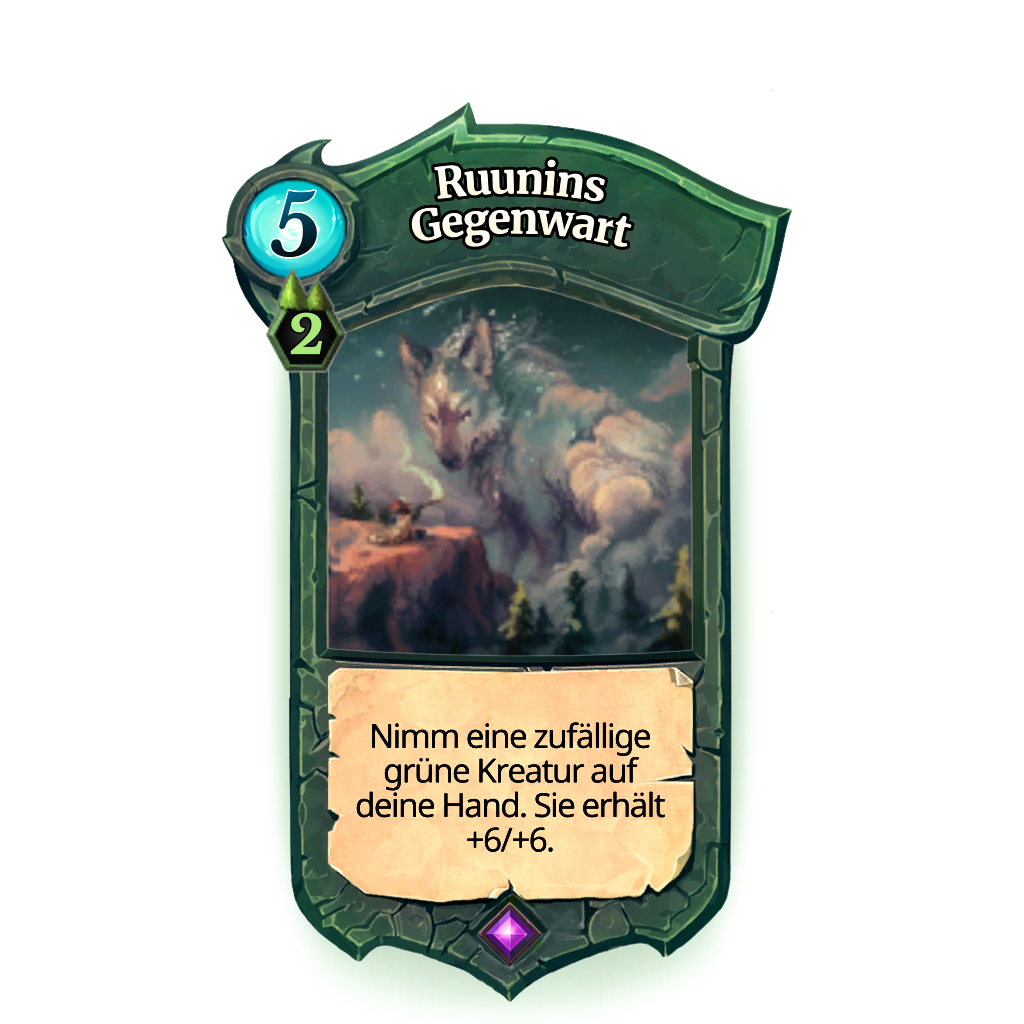 5
Ruunins
Gegenwart
2
Nimm eine zufällige
grüne Kreatur auf
deine Hand. Sie erhält
+6/+6.